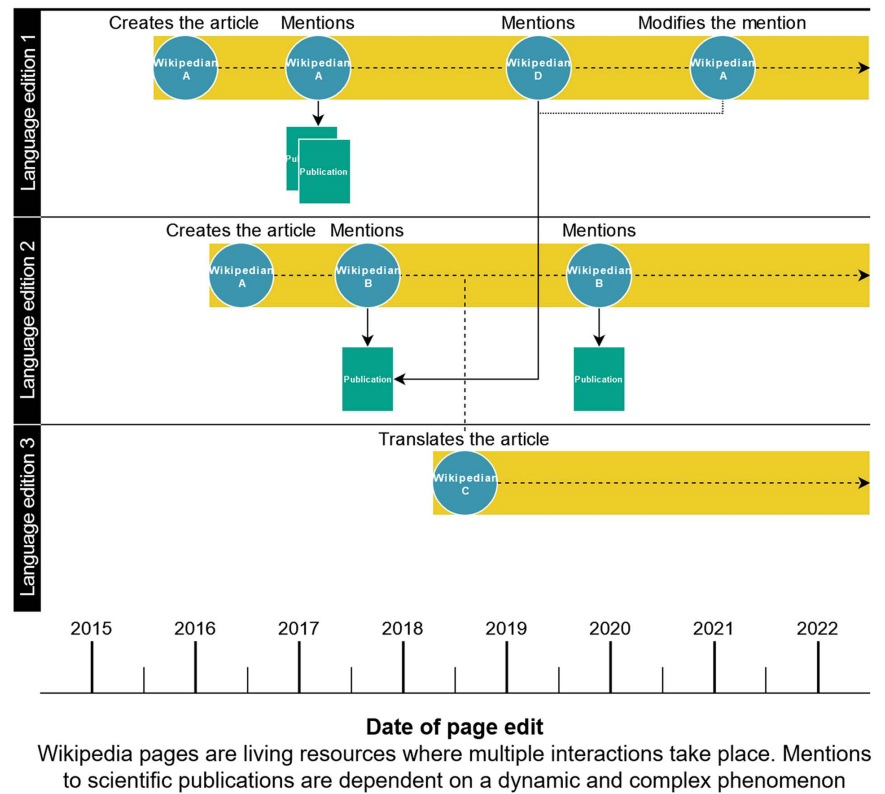 Language edition 1
Creates the article
Mentions
Mentions
Modifies the mention
Wikipedian
A
Wikipedian
A
Wikipedian
D
Wikipedian
A
Publication
Language edition 2
Creates the article
Mentions
Mentions
Wikipedian
A
Wikipedian
B
Wikipedian
B
Publication
Publication
Language edition 3
Translates the article
Wikipedian
C
2015 2016 2017 2018 2019 2020 2021 2022
Date of page edit
Wikipedia pages are living resources where multiple interactions take place. Mentions
to scientific publications are dependent on a dynamic and complex phenomenon